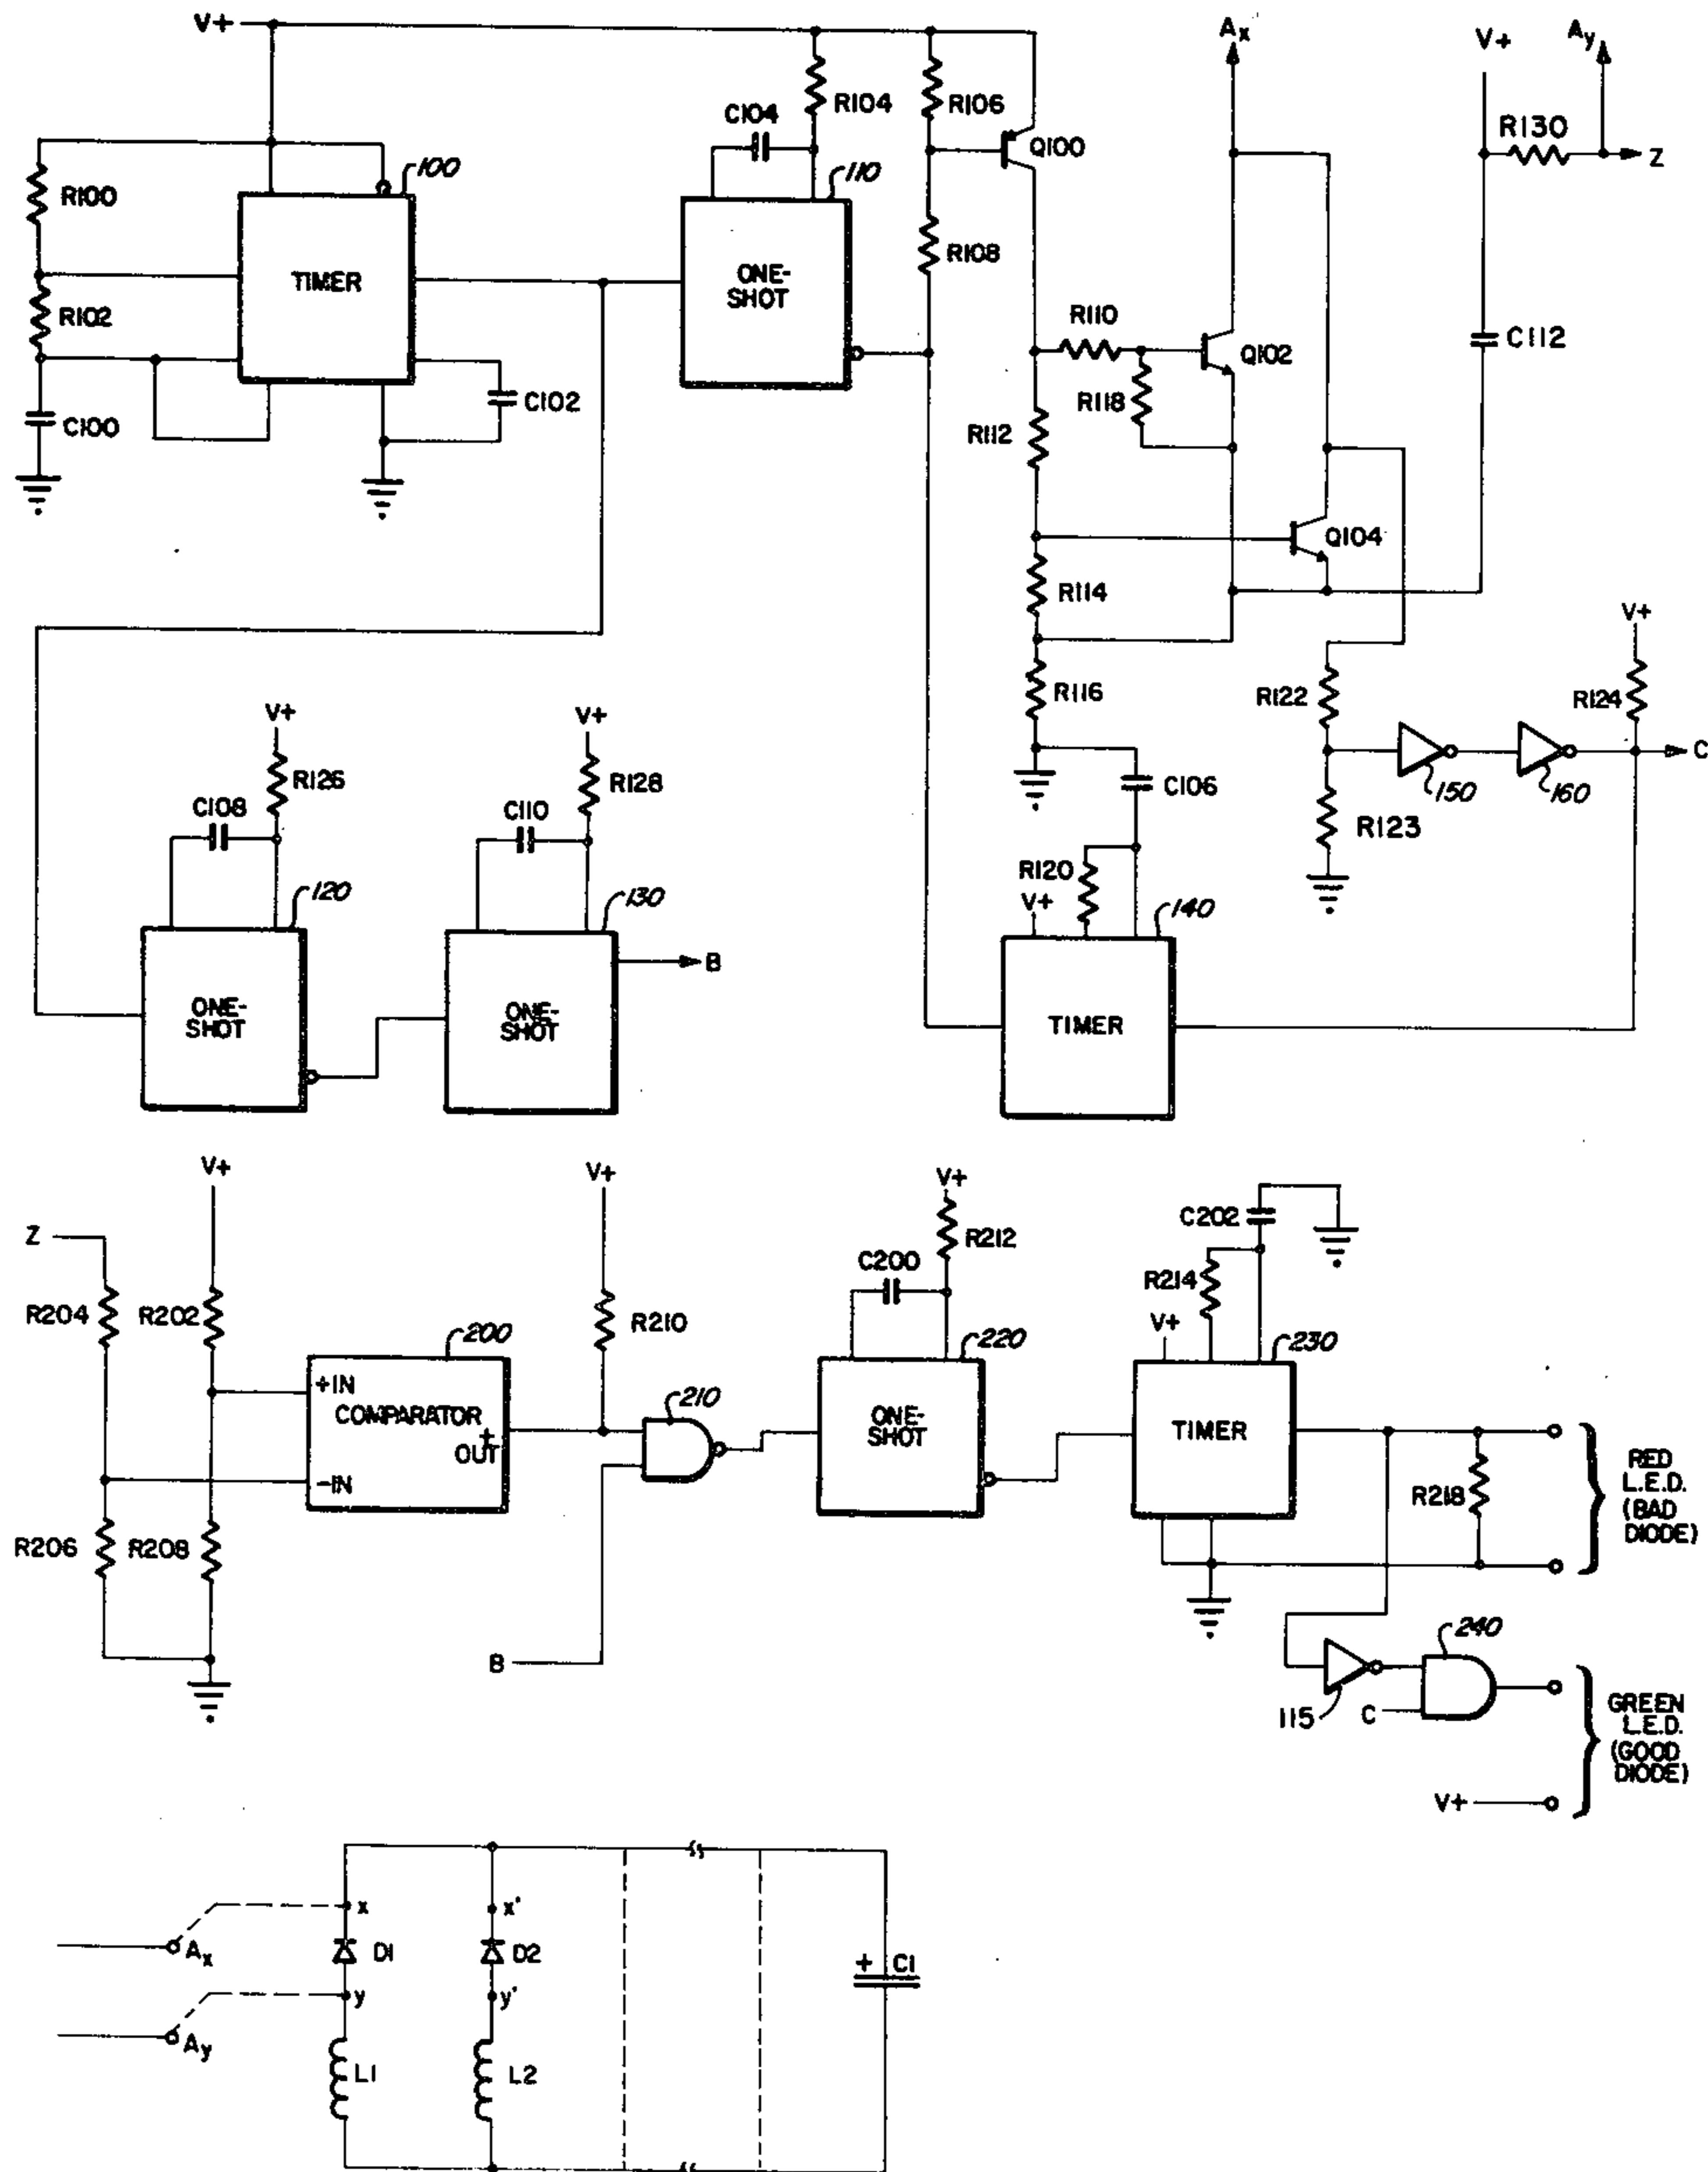 V+
Ax
V+
Ay
R104
R106
C104
R130
Q100
Z
100
110
R100
R108
TIMER
ONE-
SHOT
R102
R110
Q102
C112
C100
C102
R118
R112
Q104
R114
V+
R116
R122
R124
V+
V+
R126
R128
C
C106
150
160
C108
C110
R123
R120
V+
120
130
140
B
ONE-
SHOT
ONE-
SHOT
TIMER
V+
V+
V+
Z
C202
R212
C200
R214
R204
R202
R210
V+
200
220
230
+IN
COMPARATOR
+
OUT
-IN
210
ONE-
SHOT
TIMER
RED
L.E.D.
(BAD
DIODE)
R218
R206
R208
240
B
115
C
GREEN
L.E.D.
(GOOD
DIODE)
V+
x
x'
Ax
D1
D2
+
C1
y
y'
Ay
L1
L2